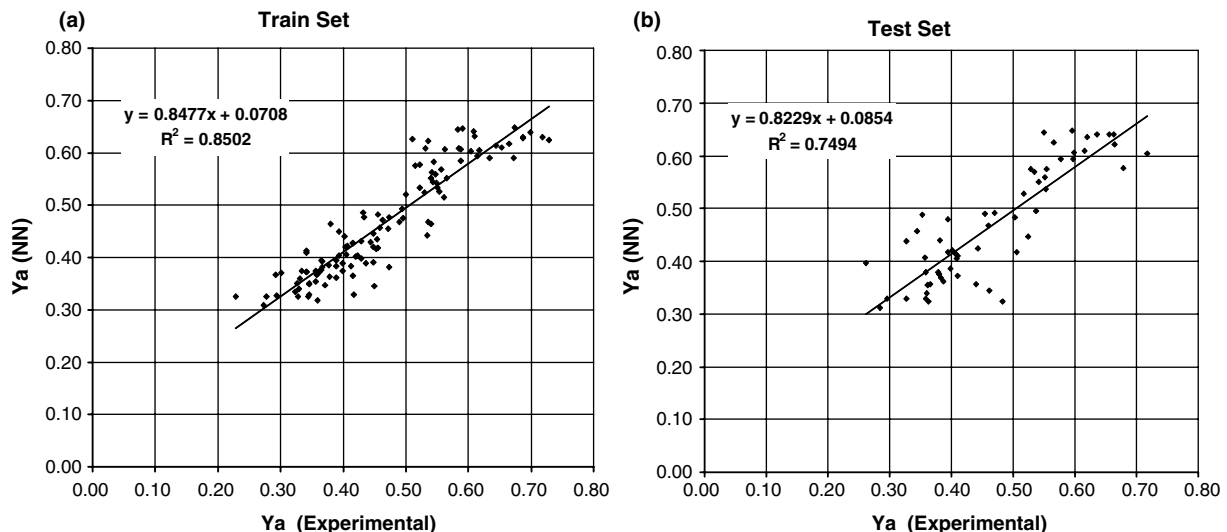 (a)
Train Set
0.80
0.70
0.60
0.50
0.40
0.30
0.20
0.10
0.00
Ya (NN)
y = 0.8477x + 0.0708
R² = 0.8502
0.00 0.10 0.20 0.30 0.40 0.50 0.60 0.70 0.80
Ya (Experimental)
(b)
Test Set
0.80
0.70
0.60
0.50
0.40
0.30
0.20
0.10
0.00
Ya (NN)
y = 0.8229x + 0.0854
R² = 0.7494
0.00 0.10 0.20 0.30 0.40 0.50 0.60 0.70 0.80
Ya (Experimental)